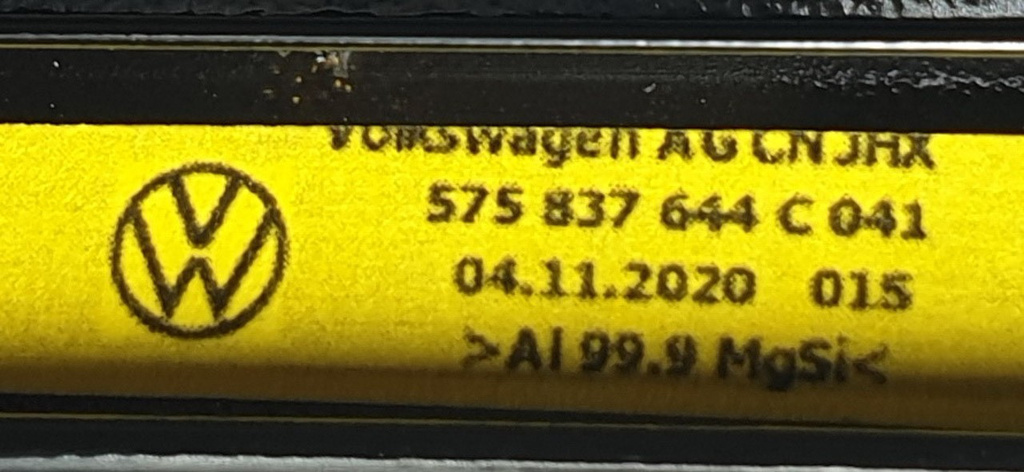 Volkswagen AG CN JHX
575 837 644 C 041
04.11.2020 015
>Al 99.9 MgSi<